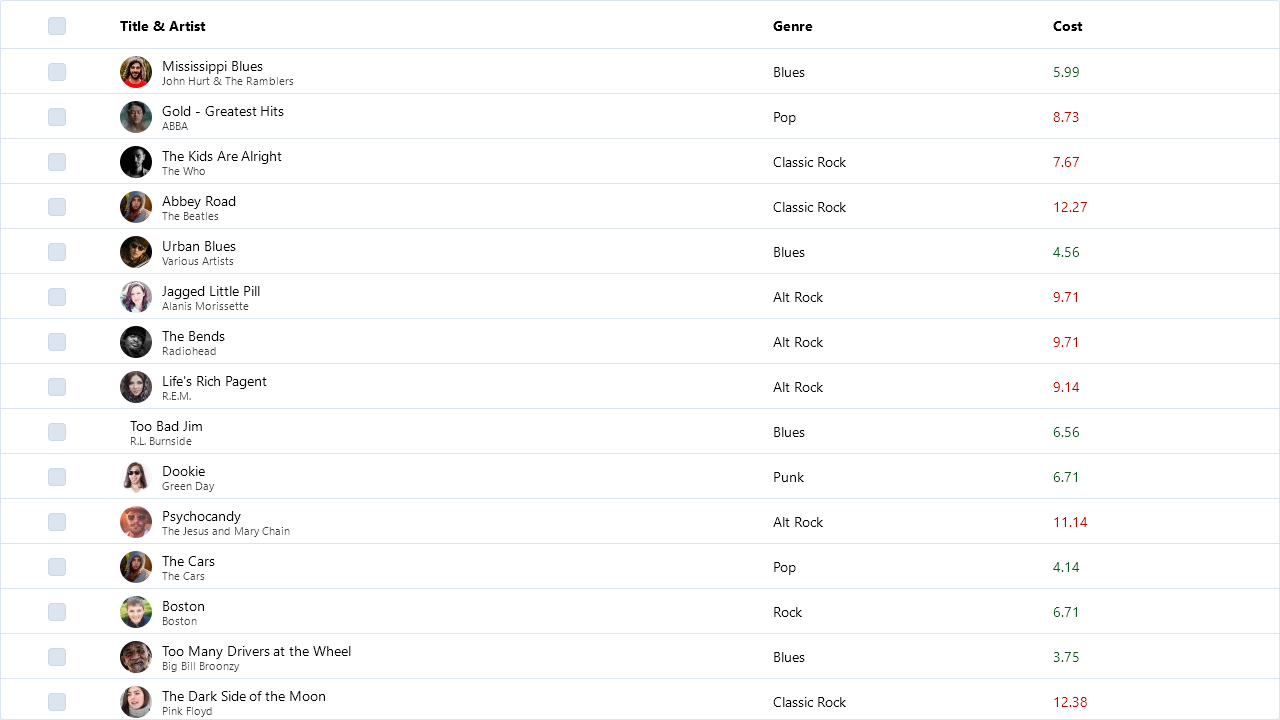 Title & Artist Genre Cost
Mississippi Blues
John Hurt & The Ramblers
Blues 5.99
Gold - Greatest Hits
ABBA
Pop 8.73
The Kids Are Alright
The Who
Classic Rock 7.67
Abbey Road
The Beatles
Classic Rock 12.27
Urban Blues
Various Artists
Blues 4.56
Jagged Little Pill
Alanis Morissette
Alt Rock 9.71
The Bends
Radiohead
Alt Rock 9.71
Life's Rich Pagent
R.E.M.
Alt Rock 9.14
Too Bad Jim
R.L. Burnside
Blues 6.56
Dookie
Green Day
Punk 6.71
Psychocandy
The Jesus and Mary Chain
Alt Rock 11.14
The Cars
The Cars
Pop 4.14
Boston
Boston
Rock 6.71
Too Many Drivers at the Wheel
Big Bill Broonzy
Blues 3.75
The Dark Side of the Moon
Pink Floyd
Classic Rock 12.38